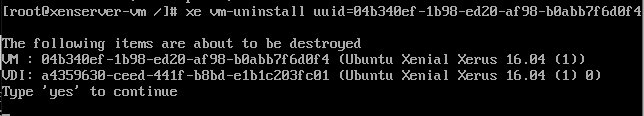 [root@xenserver-vm /]# xe vm-uninstall uuid=04b340ef-1b98-ed20-af98-b0abb7f6d0f4
The following items are about to be destroyed
VM : 04b340ef-1b98-ed20-af98-b0abb7f6d0f4 (Ubuntu Xenial Xerus 16.04 (1))
VDI: a4359630-ceed-441f-b8bd-e1b1c203fc01 (Ubuntu Xenial Xerus 16.04 (1) 0)
Type 'yes' to continue